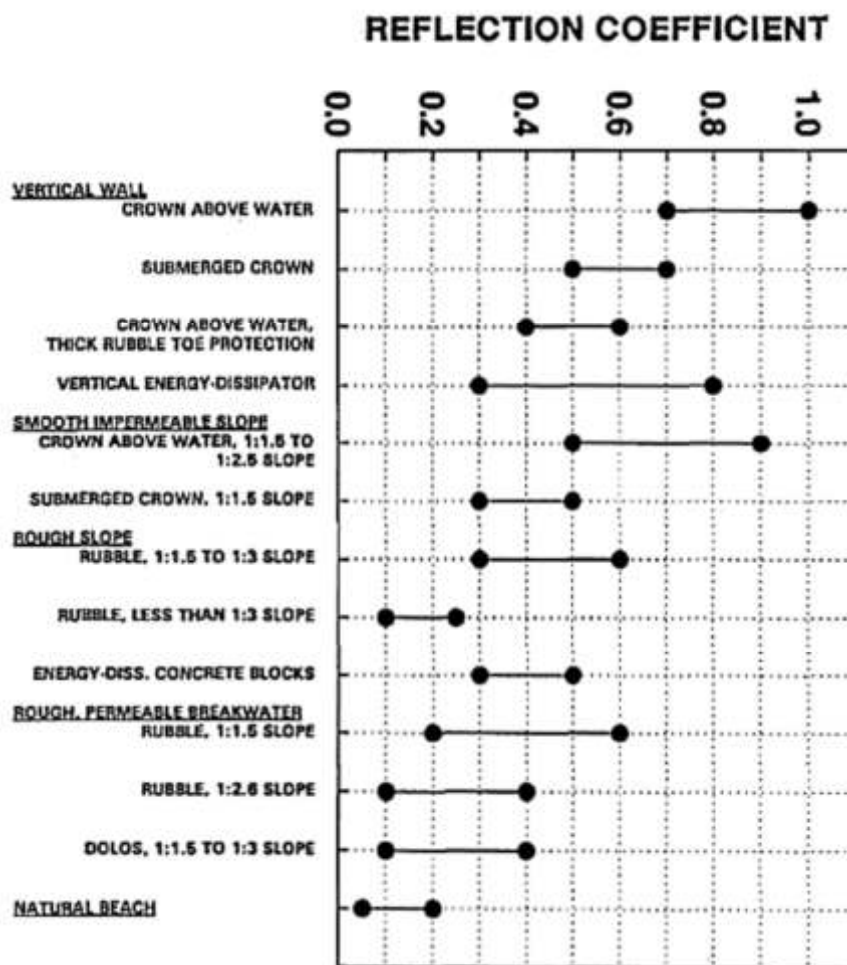 REFLECTION COEFFICIENT
0.0 0.2 0.4 0.6 0.8 1.0
VERTICAL WALL
CROWN ABOVE WATER
SUBMERGED CROWN
CROWN ABOVE WATER,
THICK RUBBLE TOE PROTECTION
VERTICAL ENERGY-DISSIPATOR
SMOOTH IMPERMEABLE SLOPE
CROWN ABOVE WATER, 1:1.5 TO
1:2.5 SLOPE
SUBMERGED CROWN, 1:1.5 SLOPE
ROUGH SLOPE
RUBBLE, 1:1.5 TO 1:3 SLOPE
RUBBLE, LESS THAN 1:3 SLOPE
ENERGY-DISS. CONCRETE BLOCKS
ROUGH, PERMEABLE BREAKWATER
RUBBLE, 1:1.5 SLOPE
RUBBLE, 1:2.6 SLOPE
DOLOS, 1:1.5 TO 1:3 SLOPE
NATURAL BEACH